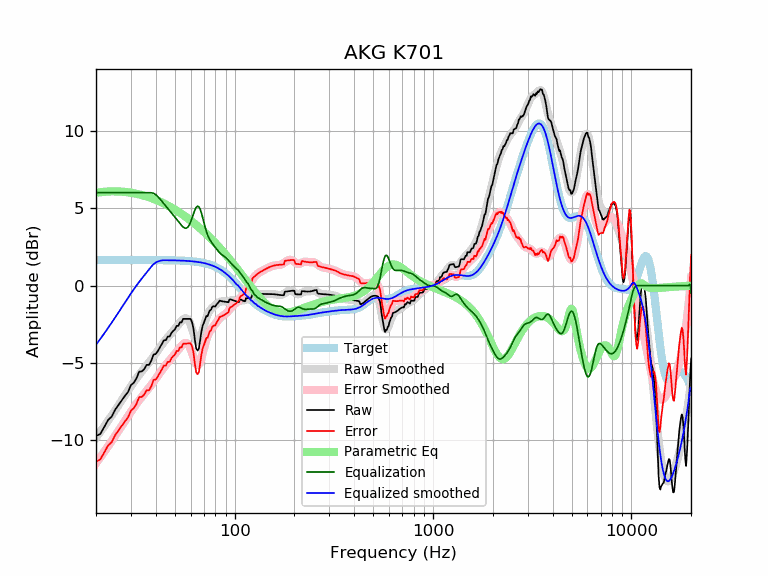 AKG K701
Amplitude (dBr)
10
5
0
−5
−10
Target
Raw Smoothed
Error Smoothed
Raw
Error
Parametric Eq
Equalization
Equalized smoothed
100
1000
10000
Frequency (Hz)